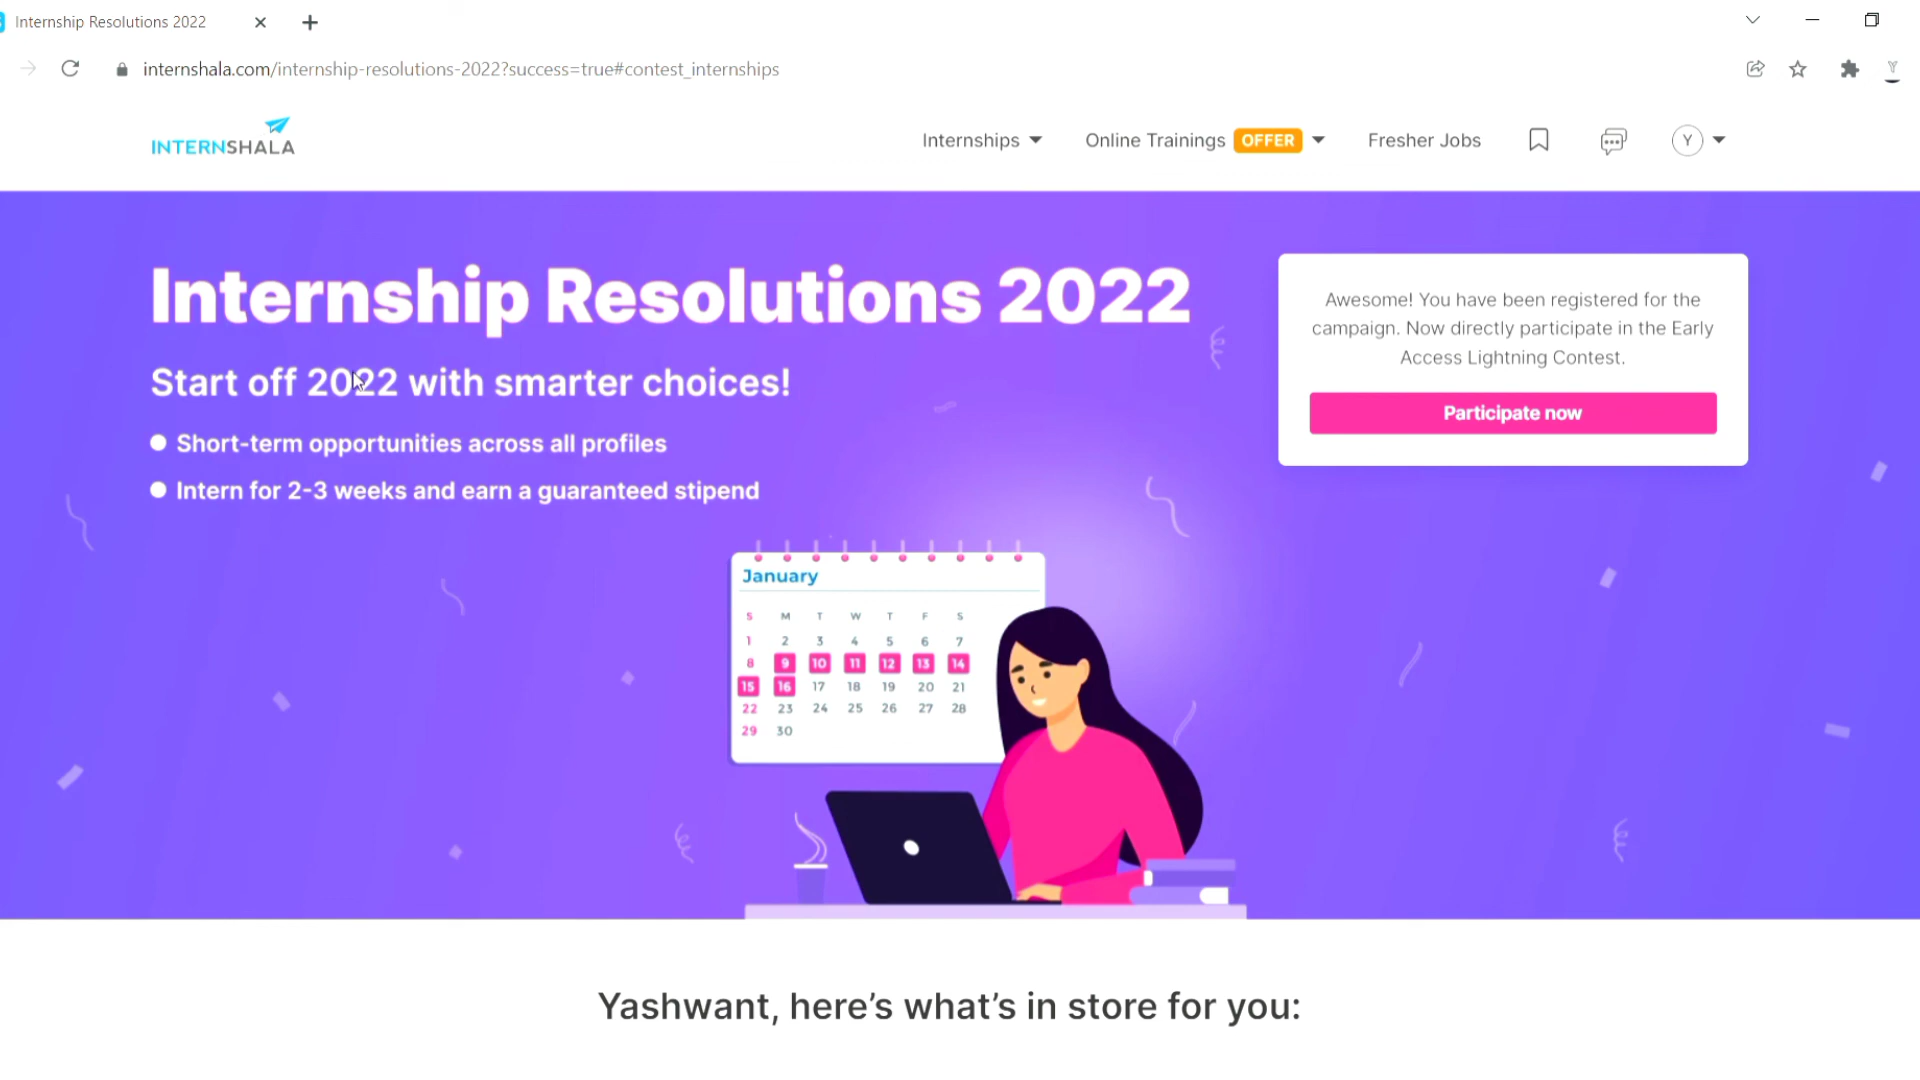 Internship Resolutions 2022
internshala.com/internship-resolutions-2022?success=true#contest_internships
Y
INTERNSHALA
Internships
Online Trainings OFFER
Fresher Jobs
Y
Internship Resolutions 2022
Start off 2022 with smarter choices!
Short-term opportunities across all profiles
Intern for 2-3 weeks and earn a guaranteed stipend
Awesome! You have been registered for the
campaign. Now directly participate in the Early
Access Lightning Contest.
Participate now
January
S M T W T F S
1 2 3 4 5 6 7
8 9 10 11 12 13 14
15 16 17 18 19 20 21
22 23 24 25 26 27 28
29 30
Yashwant, here’s what’s in store for you: